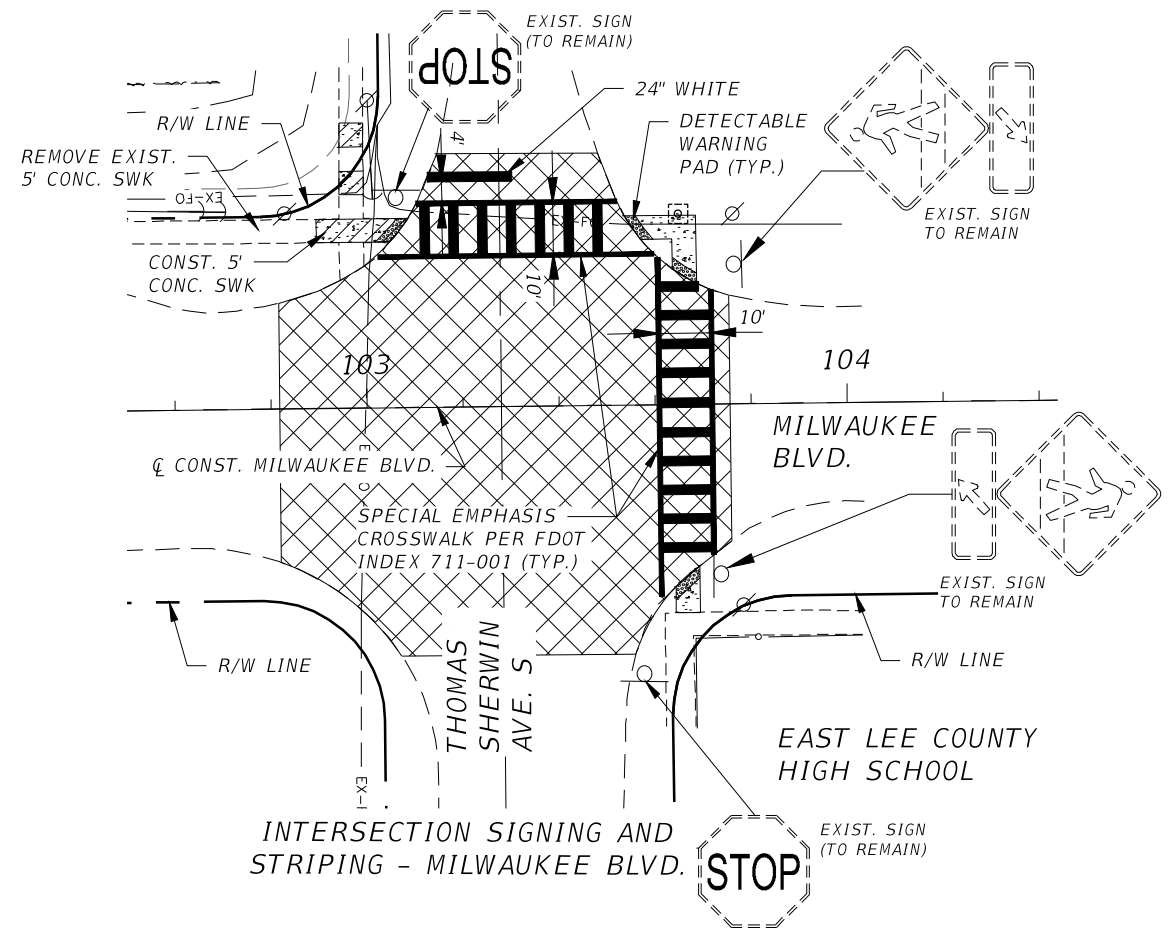 EXIST. SIGN
(TO REMAIN)
STOP
24" WHITE
4'
R/W LINE
DETECTABLE
WARNING
PAD (TYP.)
REMOVE EXIST.
5' CONC. SWK
EX-FO
EXIST. SIGN
TO REMAIN
CONST. 5'
CONC. SWK
10'
10'
103
104
MILWAUKEE
BLVD.
℄ CONST. MILWAUKEE BLVD.
SPECIAL EMPHASIS
CROSSWALK PER FDOT
INDEX 711-001 (TYP.)
EXIST. SIGN
TO REMAIN
R/W LINE
R/W LINE
THOMAS
SHERWIN
AVE. S
EAST LEE COUNTY
HIGH SCHOOL
INTERSECTION SIGNING AND
STRIPING - MILWAUKEE BLVD.
STOP
EXIST. SIGN
(TO REMAIN)